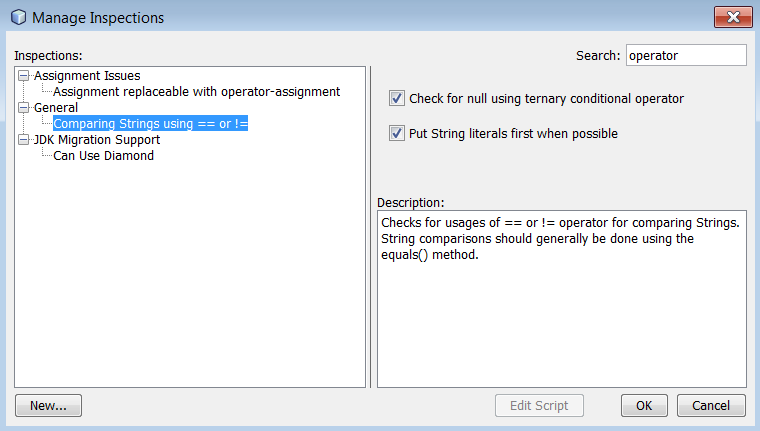 Manage Inspections
Inspections:
Search: operator
Assignment Issues
Assignment replaceable with operator-assignment
General
Comparing Strings using == or !=
JDK Migration Support
Can Use Diamond
Check for null using ternary conditional operator
Put String literals first when possible
Description:
Checks for usages of == or != operator for comparing Strings.
String comparisons should generally be done using the
equals() method.
New...
Edit Script
OK
Cancel